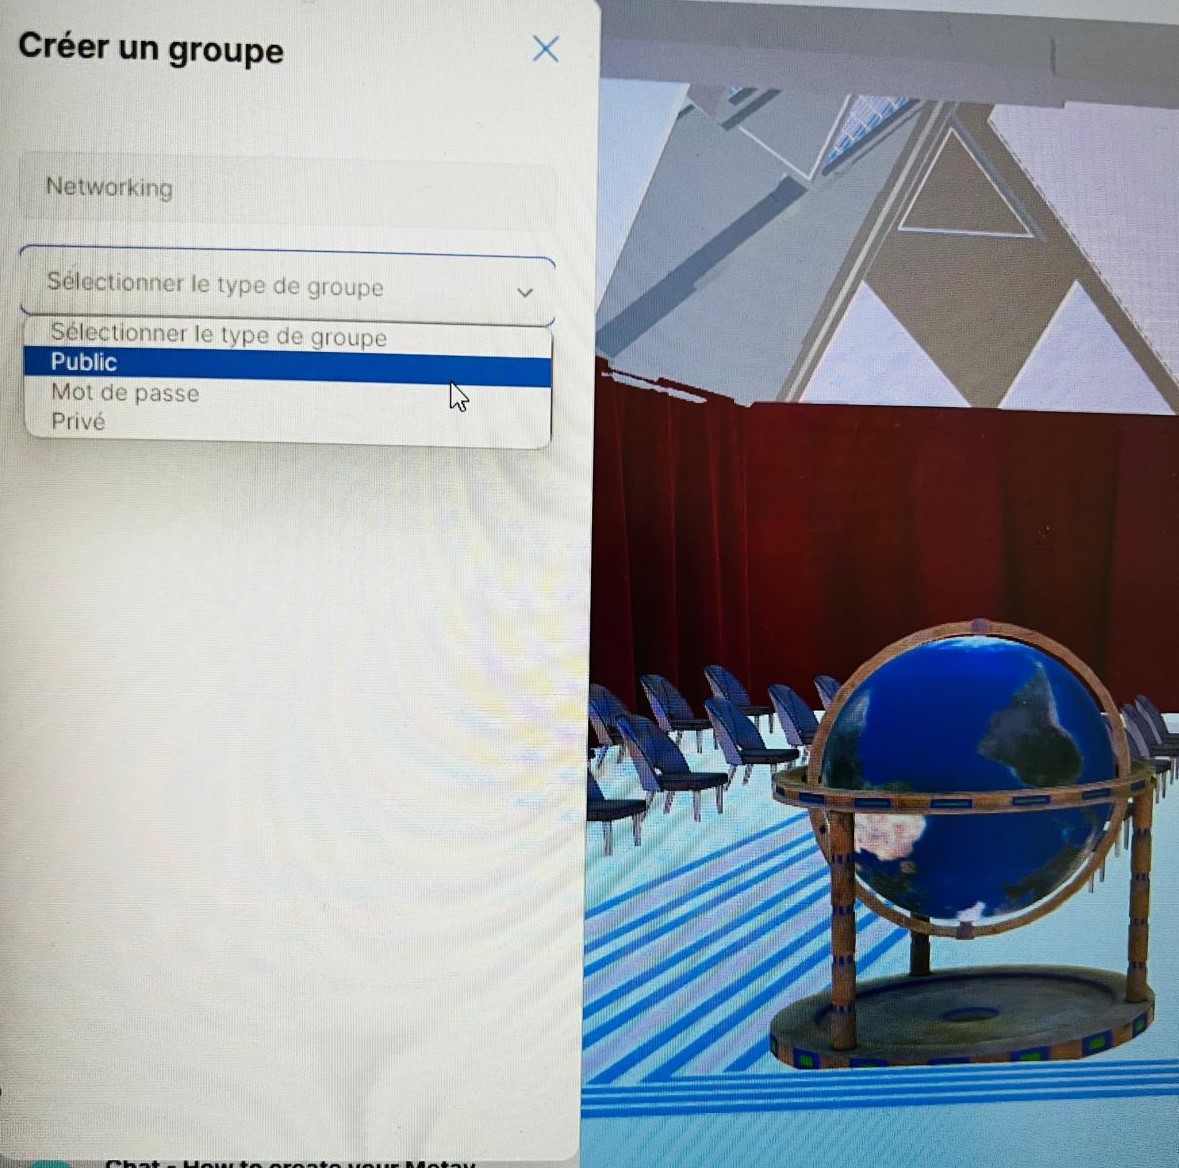 Créer un groupe
Networking
Sélectionner le type de groupe
Sélectionner le type de groupe
Public
Mot de passe
Privé
Chat - How to create your Metav